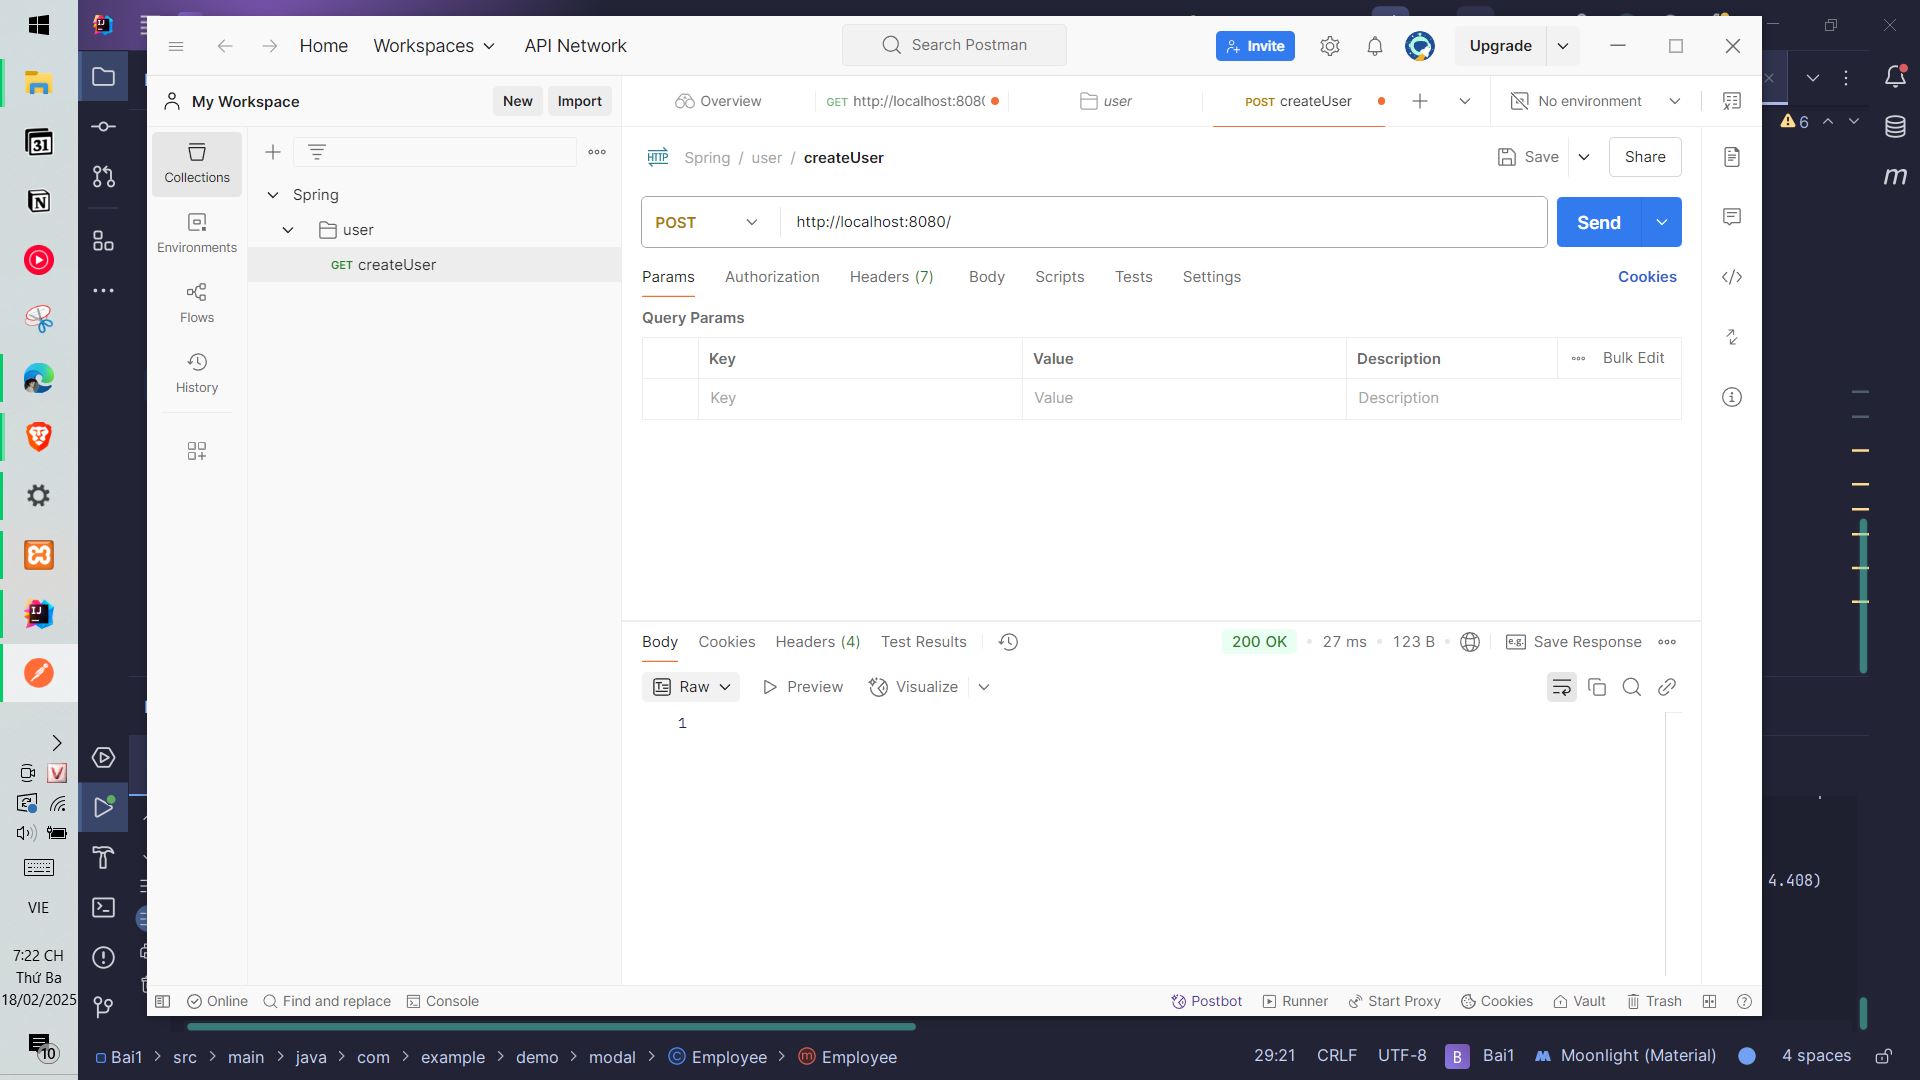 Home
Workspaces
API Network
Search Postman
Invite
Upgrade
My Workspace
New
Import
Overview
GET http://localhost:808
user
POST createUser
No environment
6
31
Collections
Environments
Flows
History
Spring
user
GET createUser
HTTP
Spring / user / createUser
Save
Share
POST
http://localhost:8080/
Send
Params
Authorization
Headers (7)
Body
Scripts
Tests
Settings
Cookies
Query Params
Key
Value
Description
Bulk Edit
Key
Value
Description
Body
Cookies
Headers (4)
Test Results
200 OK
27 ms
123 B
e.g.
Save Response
Raw
Preview
Visualize
1
4.408)
VIE
7:22 CH
Thứ Ba
18/02/2025
10
Online
Find and replace
Console
Postbot
Runner
Start Proxy
Cookies
Vault
Trash
Bai1 > src > main > java > com > example > demo > modal > Employee > Employee
29:21
CRLF
UTF-8
B
Bai1
Moonlight (Material)
4 spaces